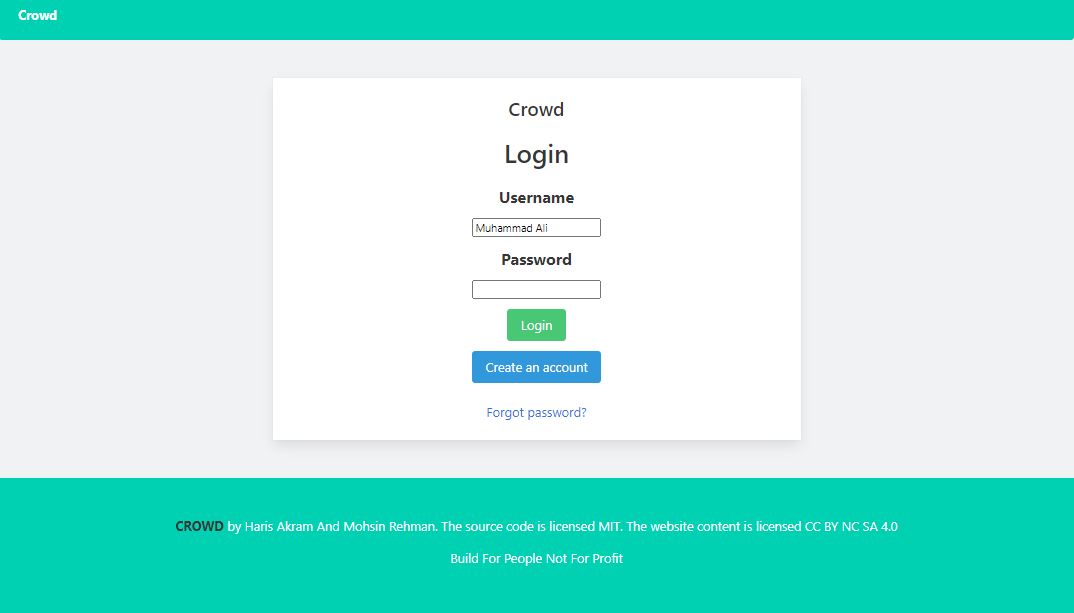 Crowd
Crowd
Login
Username
Muhammad Ali
Password
Login
Create an account
Forgot password?
CROWD by Haris Akram And Mohsin Rehman. The source code is licensed MIT. The website content is licensed CC BY NC SA 4.0
Build For People Not For Profit